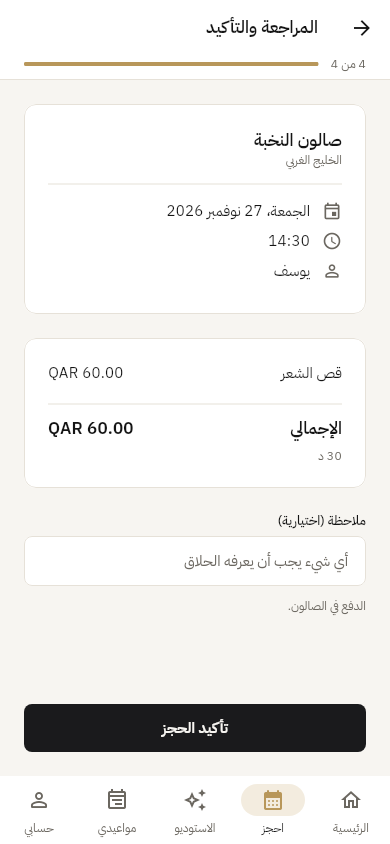 المراجعة والتأكيد
4 من 4
صالون النخبة
الخليج الغربي
الجمعة، 27 نوفمبر 2026
14:30
يوسف
قص الشعر QAR 60.00
الإجمالي QAR 60.00
30 د
ملاحظة (اختيارية)
أي شيء يجب أن يعرفه الحلاق
الدفع في الصالون.
تأكيد الحجز
الرئيسية احجز الاستوديو مواعيدي حسابي